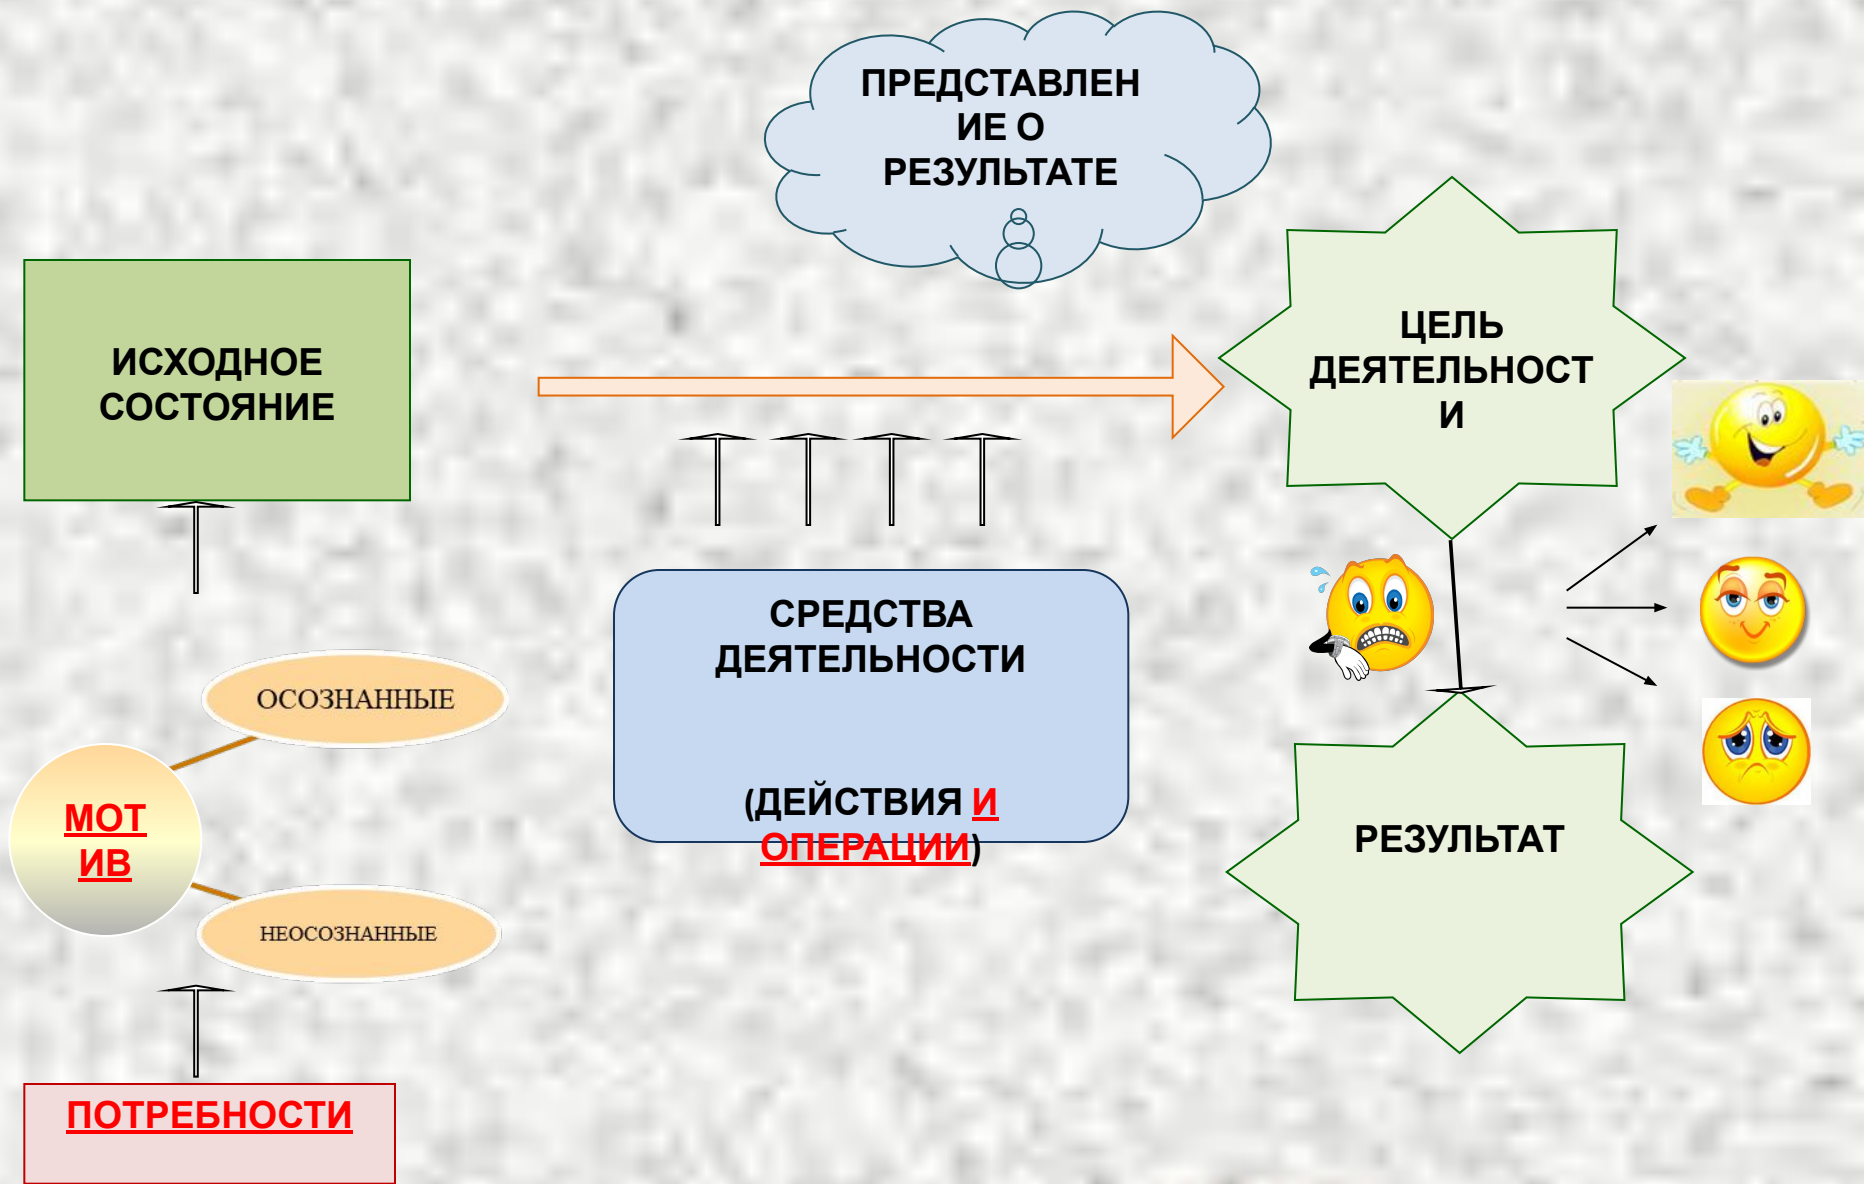 ПРЕДСТАВЛЕН
ИЕ О
РЕЗУЛЬТАТЕ
ИСХОДНОЕ
СОСТОЯНИЕ
ЦЕЛЬ
ДЕЯТЕЛЬНОСТ
И
СРЕДСТВА
ДЕЯТЕЛЬНОСТИ
(ДЕЙСТВИЯ И
ОПЕРАЦИИ)
ОСОЗНАННЫЕ
МОТ
ИВ
НЕОСОЗНАННЫЕ
РЕЗУЛЬТАТ
ПОТРЕБНОСТИ